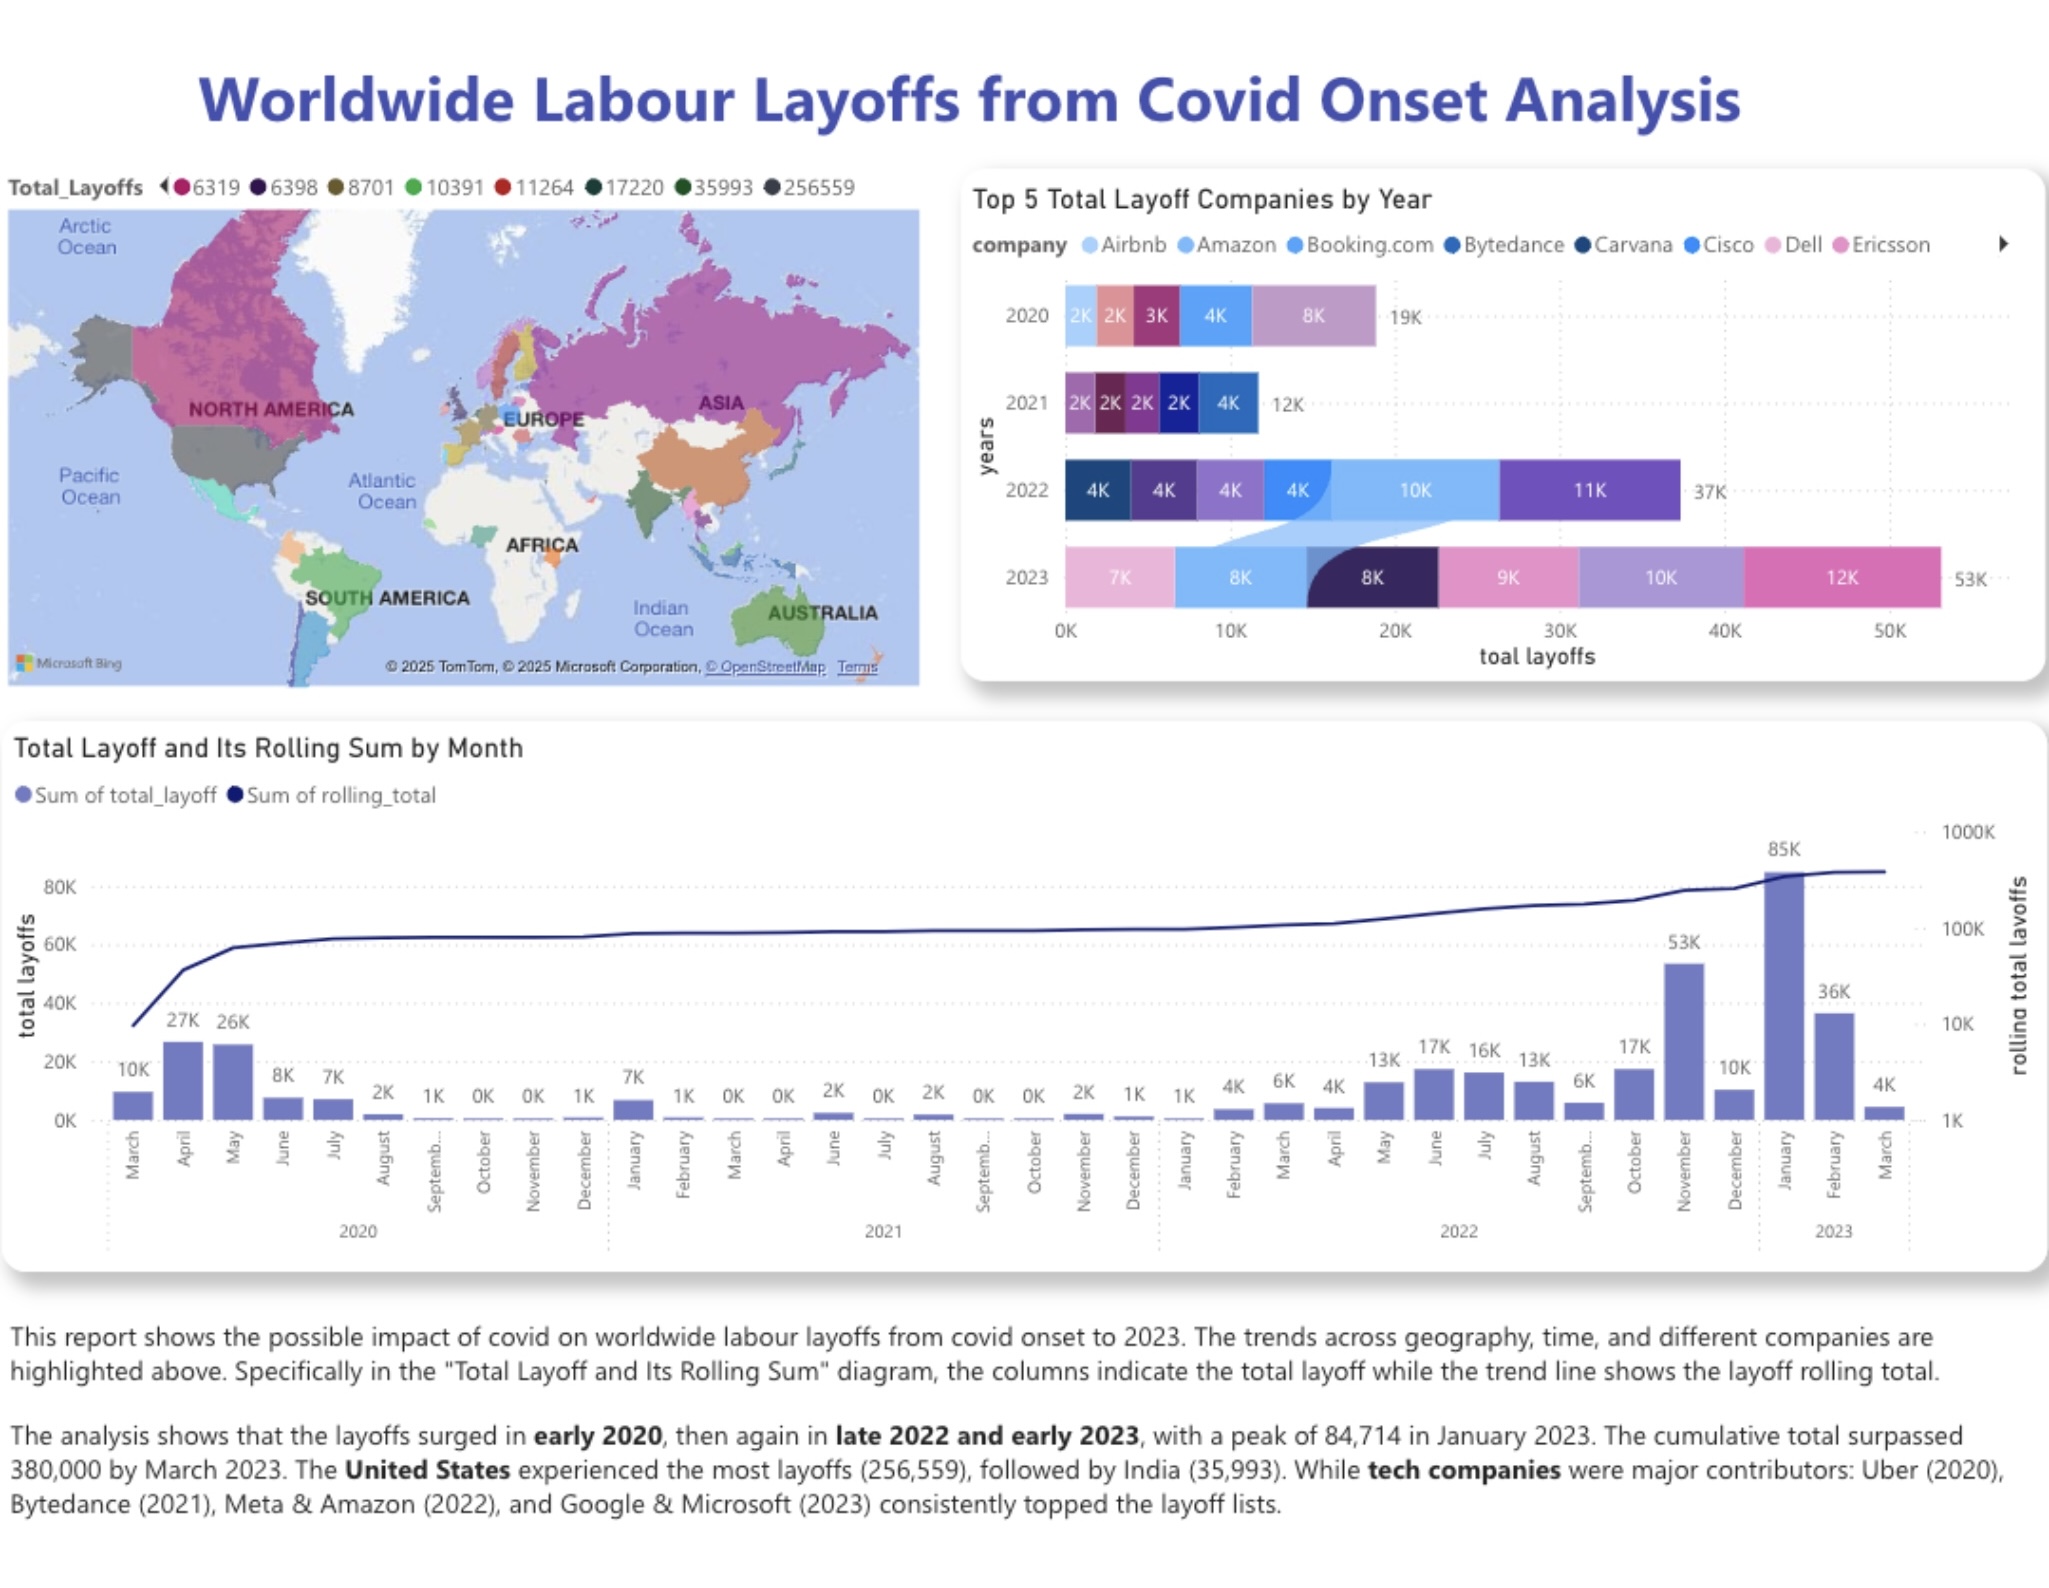 Worldwide Labour Layoffs from Covid Onset Analysis
Total_Layoffs 6319 6398 8701 10391 11264 17220 35993 256559
Arctic
Ocean
NORTH AMERICA
ASIA
EUROPE
Pacific
Ocean
Atlantic
Ocean
AFRICA
SOUTH AMERICA
Indian
Ocean
AUSTRALIA
Microsoft Bing
© 2025 TomTom, © 2025 Microsoft Corporation, © OpenStreetMap Terms
Top 5 Total Layoff Companies by Year
company Airbnb Amazon Booking.com Bytedance Carvana Cisco Dell Ericsson
years
2020 2K 2K 3K 4K 8K 19K
2021 2K 2K 2K 2K 4K 12K
2022 4K 4K 4K 4K 10K 11K 37K
2023 7K 8K 8K 9K 10K 12K 53K
0K 10K 20K 30K 40K 50K
toal layoffs
Total Layoff and Its Rolling Sum by Month
Sum of total_layoff Sum of rolling_total
total layoffs
80K
60K
40K
20K
0K
10K 27K 26K 8K 7K 2K 1K 0K 0K 1K 7K 1K 0K 0K 2K 0K 2K 0K 0K 2K 1K 1K 4K 6K 4K 13K 17K 16K 13K 6K 17K 53K 10K 85K 36K 4K
1000K
100K
10K
1K
rolling total layoffs
March April May June July August Septemb... October November December January February March April June July August Septemb... October November December January February March April May June July August Septemb... October November December January February March
2020 2021 2022 2023
This report shows the possible impact of covid on worldwide labour layoffs from covid onset to 2023. The trends across geography, time, and different companies are
highlighted above. Specifically in the "Total Layoff and Its Rolling Sum" diagram, the columns indicate the total layoff while the trend line shows the layoff rolling total.
The analysis shows that the layoffs surged in early 2020, then again in late 2022 and early 2023, with a peak of 84,714 in January 2023. The cumulative total surpassed
380,000 by March 2023. The United States experienced the most layoffs (256,559), followed by India (35,993). While tech companies were major contributors: Uber (2020),
Bytedance (2021), Meta & Amazon (2022), and Google & Microsoft (2023) consistently topped the layoff lists.